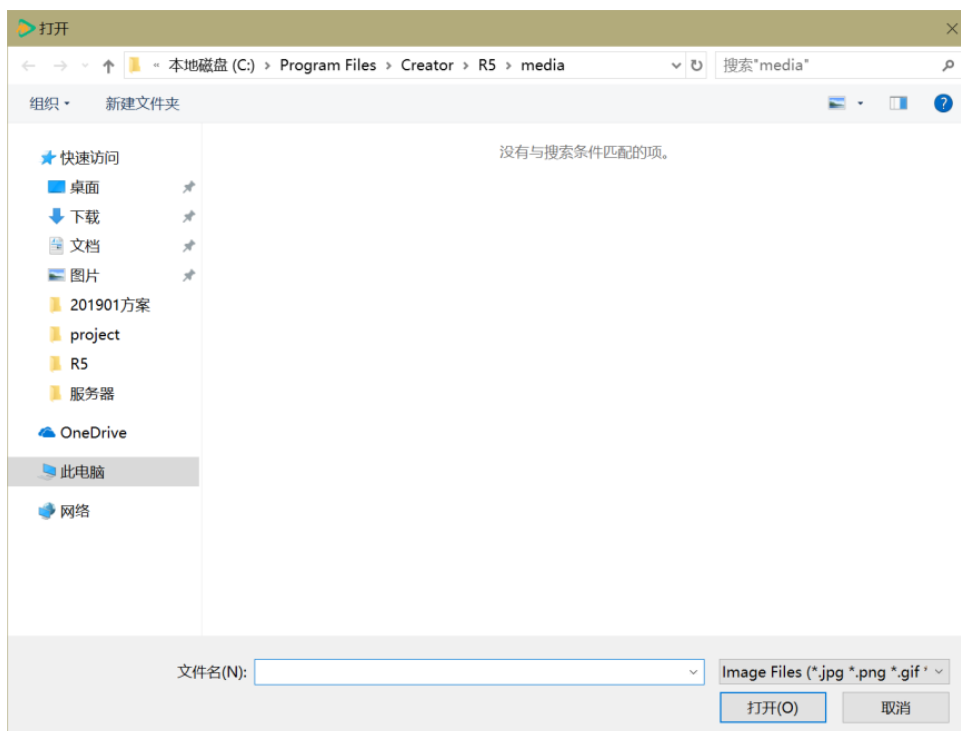 打开
« 本地磁盘 (C:) › Program Files › Creator › R5 › media
搜索"media"
组织
新建文件夹
没有与搜索条件匹配的项。
快速访问
桌面
下载
文档
图片
201901方案
project
R5
服务器
OneDrive
此电脑
网络
文件名(N):
Image Files (*.jpg *.png *.gif *
打开(O)
取消